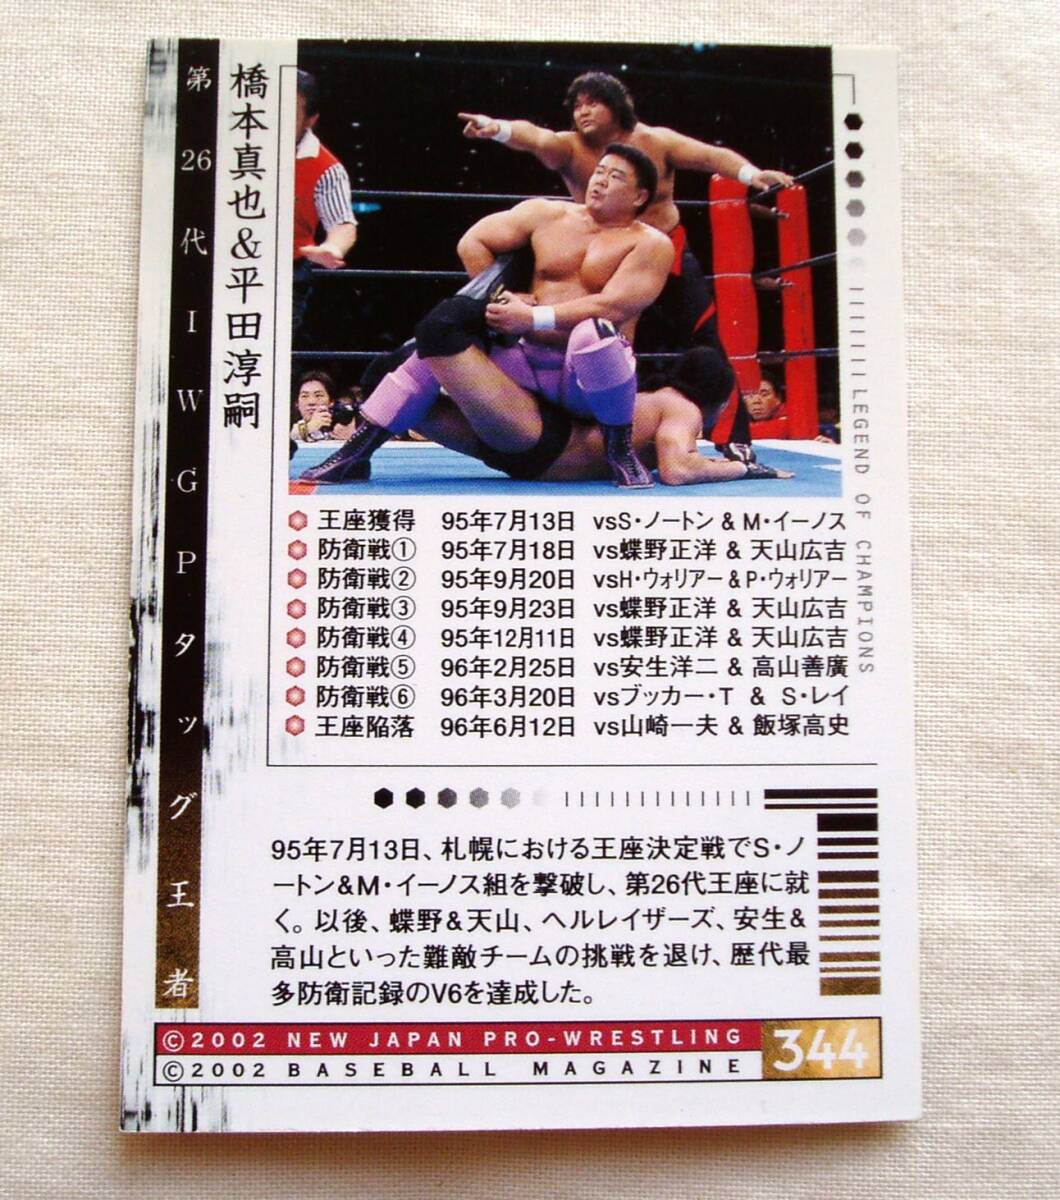 第26代IWGPタッグ王者
橋本真也&平田淳嗣
LEGEND OF CHAMPIONS
王座獲得 95年7月13日 vsS・ノートン & M・イーノス
防衛戦① 95年7月18日 vs蝶野正洋 & 天山広吉
防衛戦② 95年9月20日 vsH・ウォリアー & P・ウォリアー
防衛戦③ 95年9月23日 vs蝶野正洋 & 天山広吉
防衛戦④ 95年12月11日 vs蝶野正洋 & 天山広吉
防衛戦⑤ 96年2月25日 vs安生洋二 & 高山善廣
防衛戦⑥ 96年3月20日 vsブッカー・T & S・レイ
王座陥落 96年6月12日 vs山崎一夫 & 飯塚高史
95年7月13日、札幌における王座決定戦でS・ノ
ートン&M・イーノス組を撃破し、第26代王座に就
く。以後、蝶野&天山、ヘルレイザーズ、安生&
高山といった難敵チームの挑戦を退け、歴代最
多防衛記録のV6を達成した。
©2002 NEW JAPAN PRO-WRESTLING
©2002 BASEBALL MAGAZINE
344